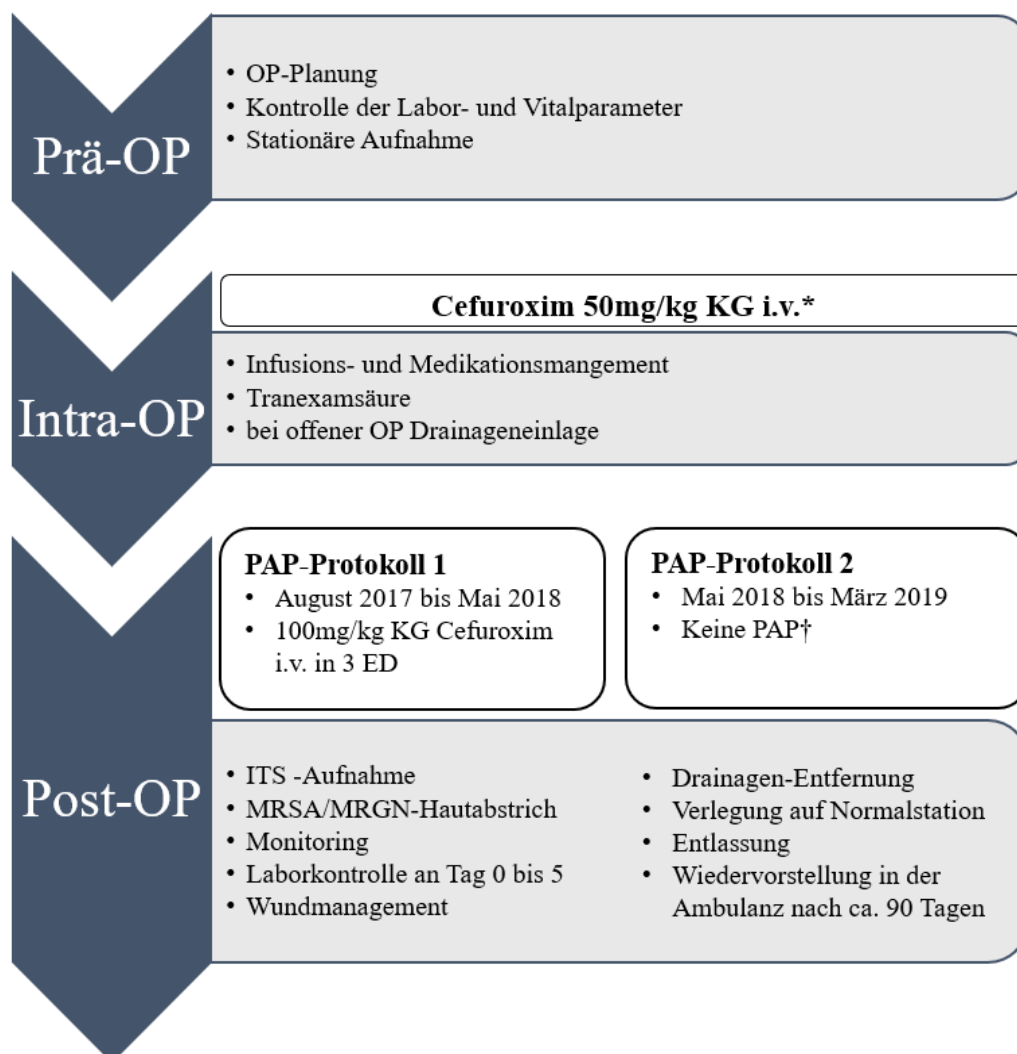 Prä-OP
• OP-Planung
• Kontrolle der Labor- und Vitalparameter
• Stationäre Aufnahme
Intra-OP
Cefuroxim 50mg/kg KG i.v.*
• Infusions- und Medikationsmangement
• Tranexamsäure
• bei offener OP Drainageneinlage
Post-OP
PAP-Protokoll 1
• August 2017 bis Mai 2018
• 100mg/kg KG Cefuroxim
i.v. in 3 ED
PAP-Protokoll 2
• Mai 2018 bis März 2019
• Keine PAP†
• ITS -Aufnahme
• MRSA/MRGN-Hautabstrich
• Monitoring
• Laborkontrolle an Tag 0 bis 5
• Wundmanagement
• Drainagen-Entfernung
• Verlegung auf Normalstation
• Entlassung
• Wiedervorstellung in der
Ambulanz nach ca. 90 Tagen